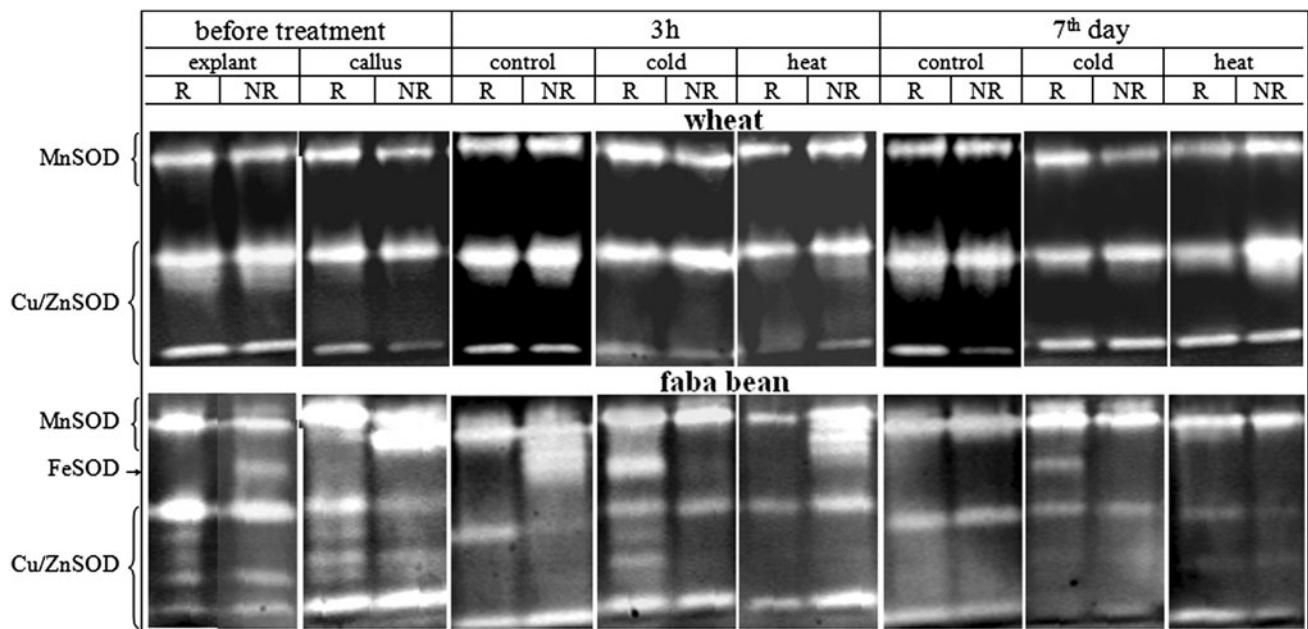 before treatment 3h 7th day
explant callus control cold heat control cold heat
R NR R NR R NR R NR R NR R NR R NR R NR
wheat
MnSOD
Cu/ZnSOD
faba bean
MnSOD
FeSOD
Cu/ZnSOD